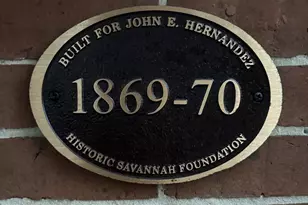 BUILT FOR JOHN E. HERNANDEZ
1869-70
HISTORIC SAVANNAH FOUNDATION